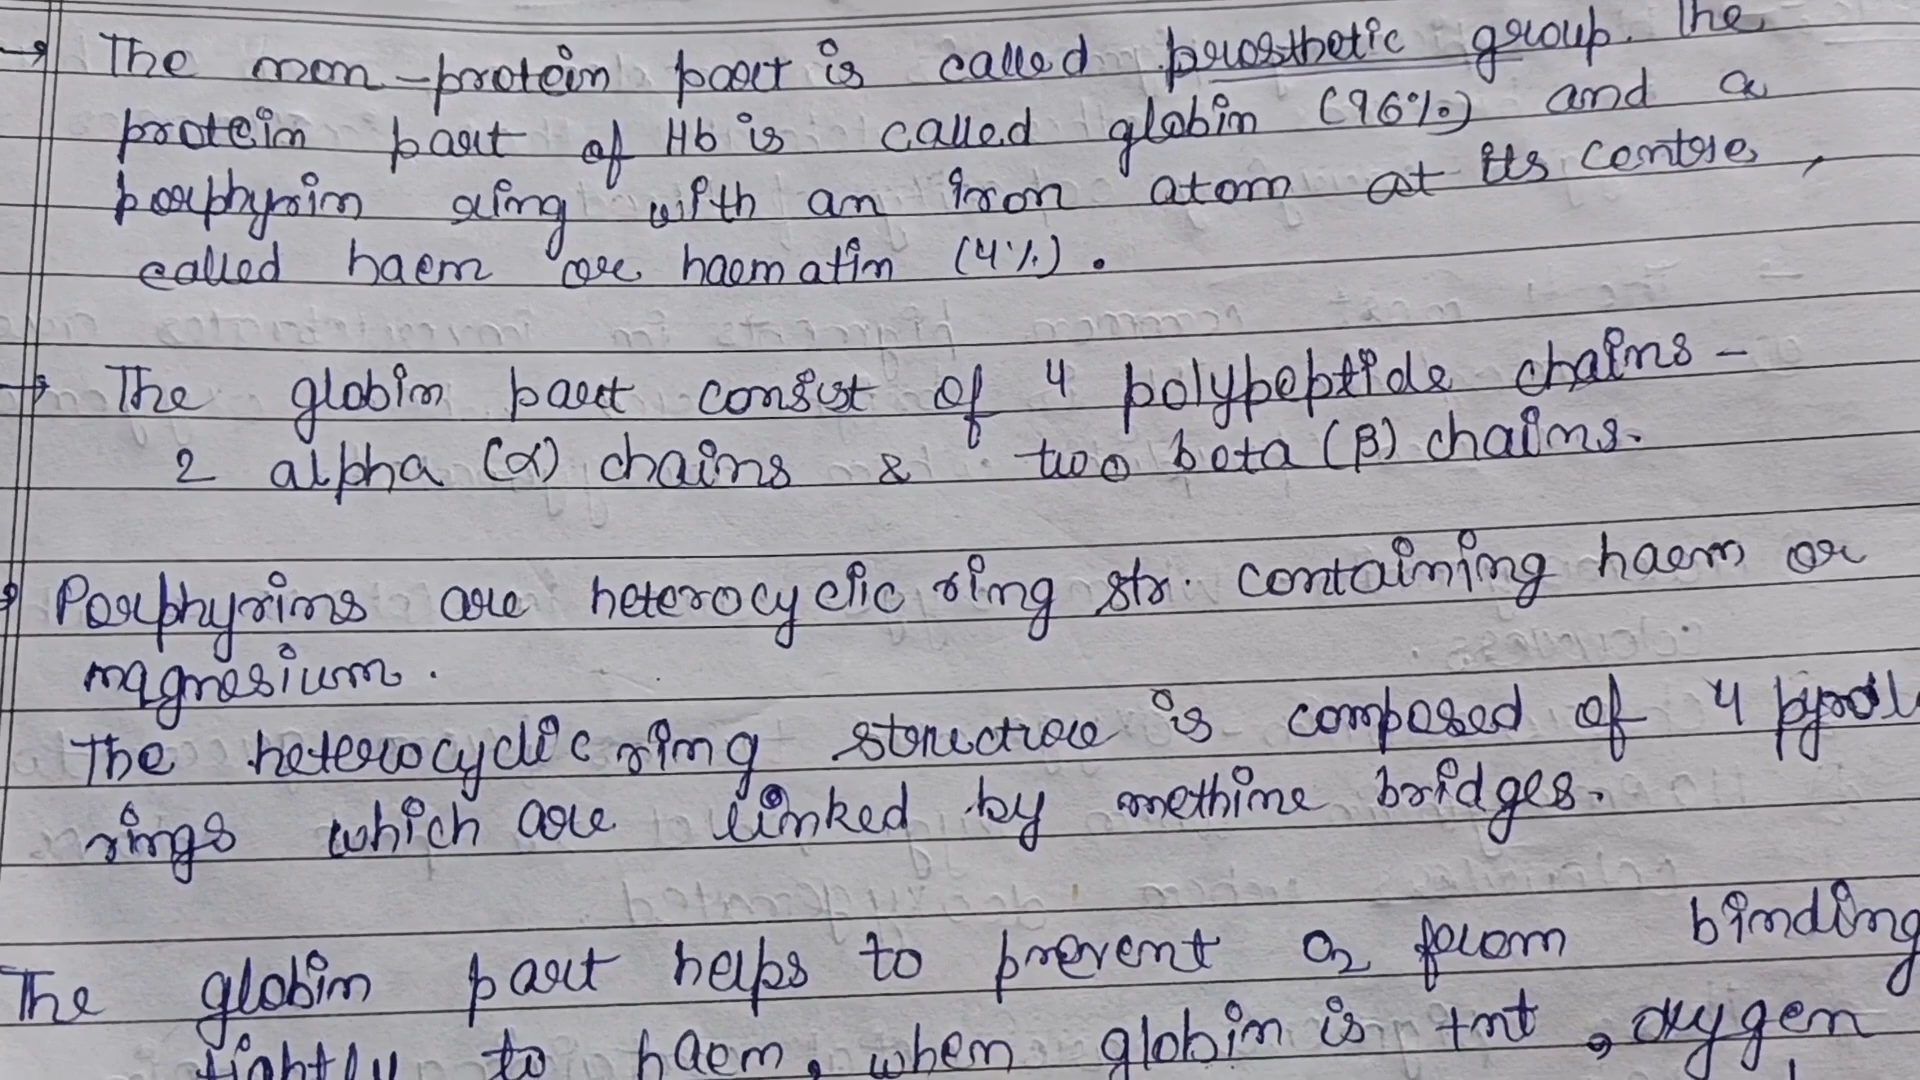 → The non-protein part is called prosthetic group. The
protein part of Hb is called globin (96%) and a
porphyrin ring with an iron atom at its centre,
called haem or haematin (4%).
→ The globin part consist of 4 polypeptide chains -
2 alpha (α) chains & two beta (β) chains.
Porphyrins are heterocyclic ring str. containing haem or
magnesium.
The heterocyclic ring structure is composed of 4 pyrol
rings which are linked by methine bridges.
The globin part helps to prevent O2 from binding
tightly to haem, when globin is +nt, oxygen